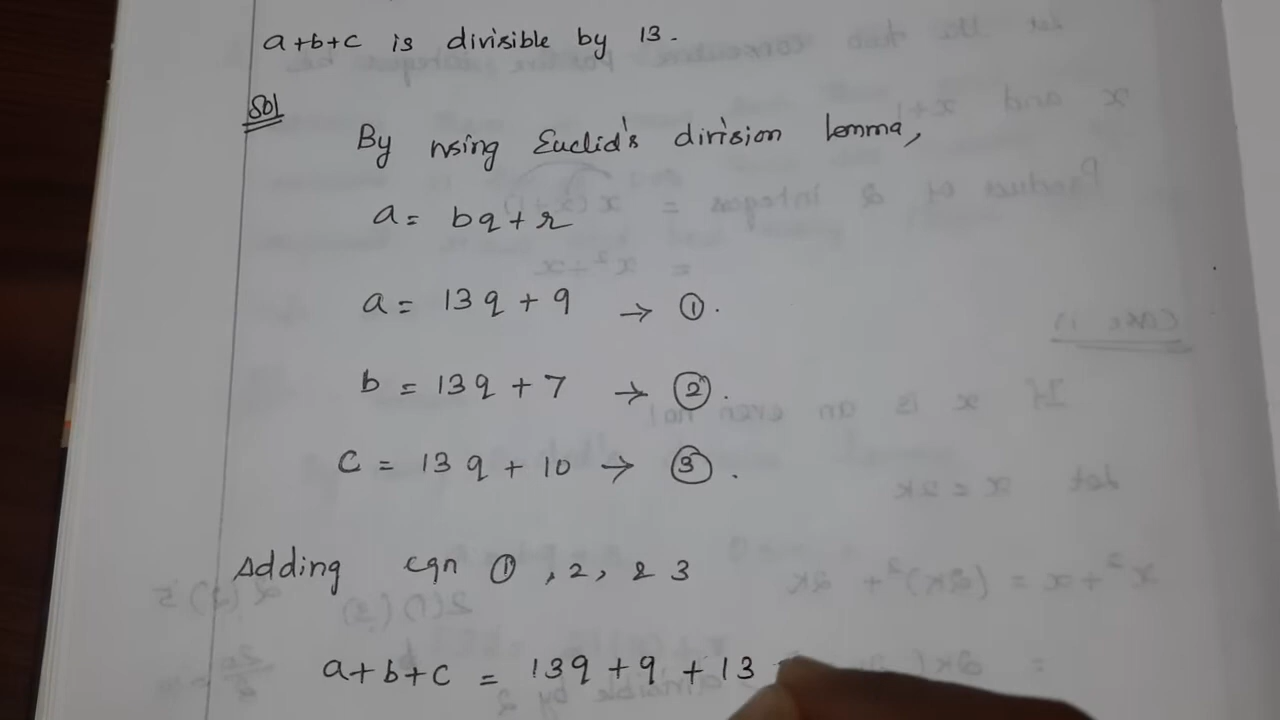 a+b+c is divisible by 13.
Sol
By using Euclid's division lemma,
a = bq + r
a = 13q + 9 → ①.
b = 13q + 7 → ②.
c = 13q + 10 → ③.
Adding eqn ①, 2, & 3
a+b+c = 13q + 9 + 13